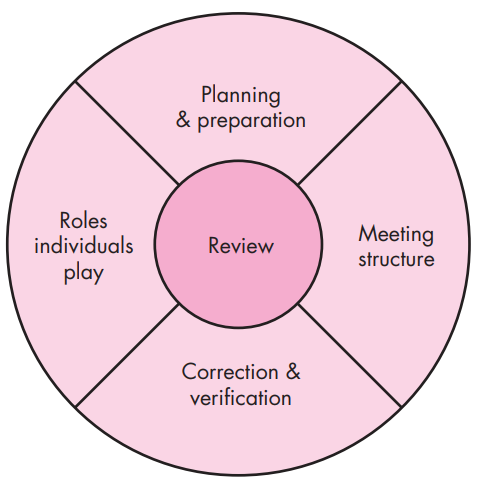 Planning
& preparation
Roles
individuals
play
Review
Meeting
structure
Correction &
verification